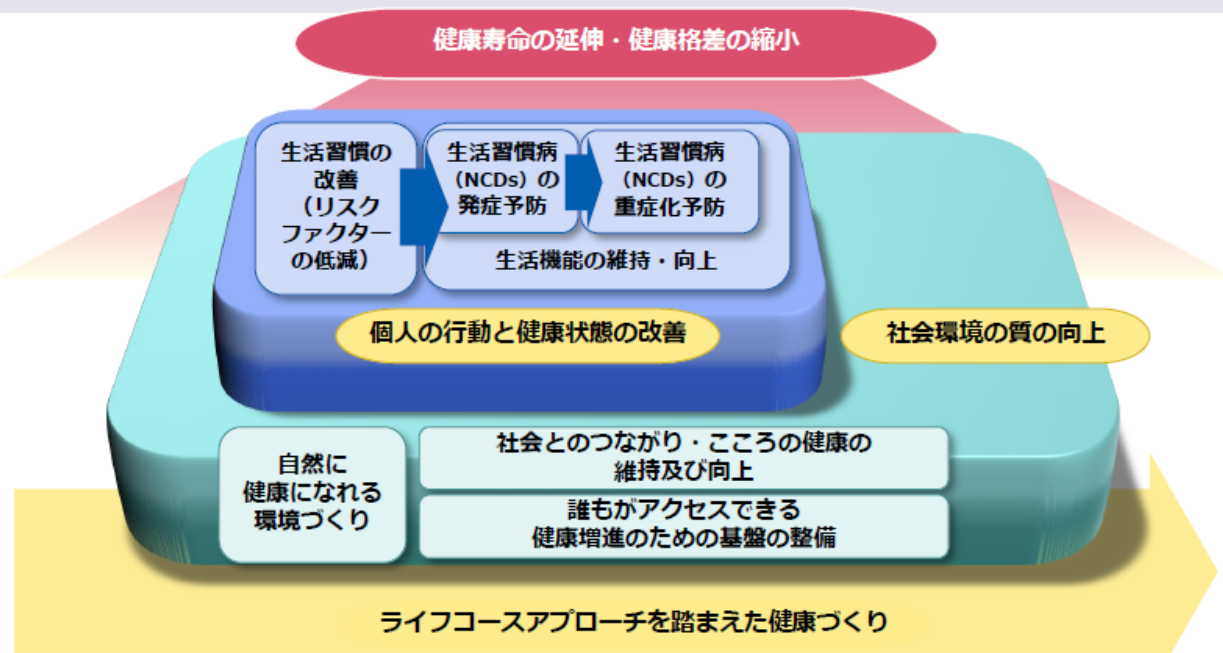 健康寿命の延伸・健康格差の縮小
生活習慣の
改善
（リスク
ファクター
の低減）
生活習慣病
（NCDs）の
発症予防
生活習慣病
（NCDs）の
重症化予防
生活機能の維持・向上
個人の行動と健康状態の改善
社会環境の質の向上
自然に
健康になれる
環境づくり
社会とのつながり・こころの健康の
維持及び向上
誰もがアクセスできる
健康増進のための基盤の整備
ライフコースアプローチを踏まえた健康づくり